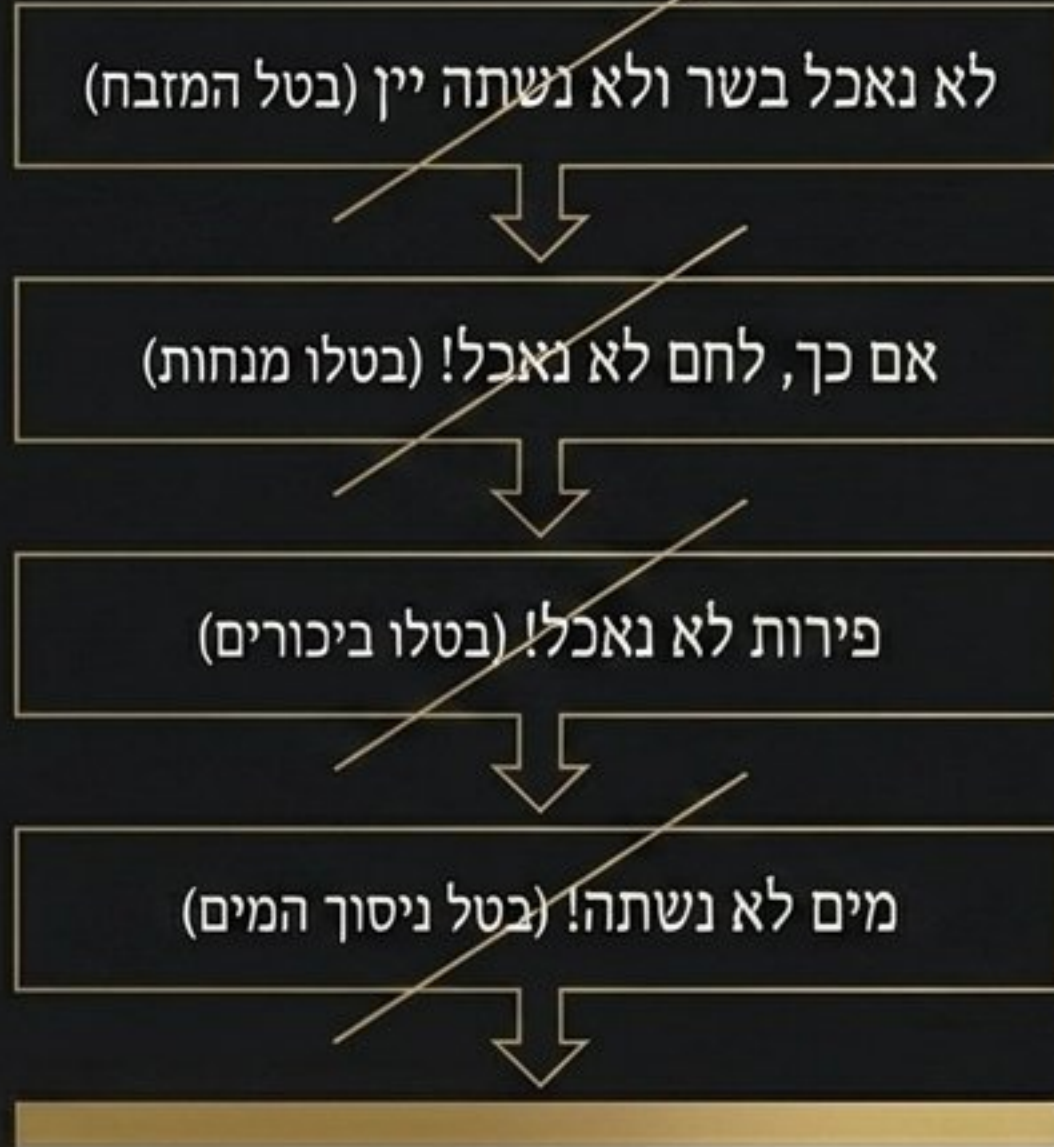 לא נאכל בשר ולא נשתה יין (בטל המזבח)
אם כך, לחם לא נאכל! (בטלו מנחות)
פירות לא נאכל! (בטלו ביכורים)
מים לא נשתה! (בטל ניסוך המים)